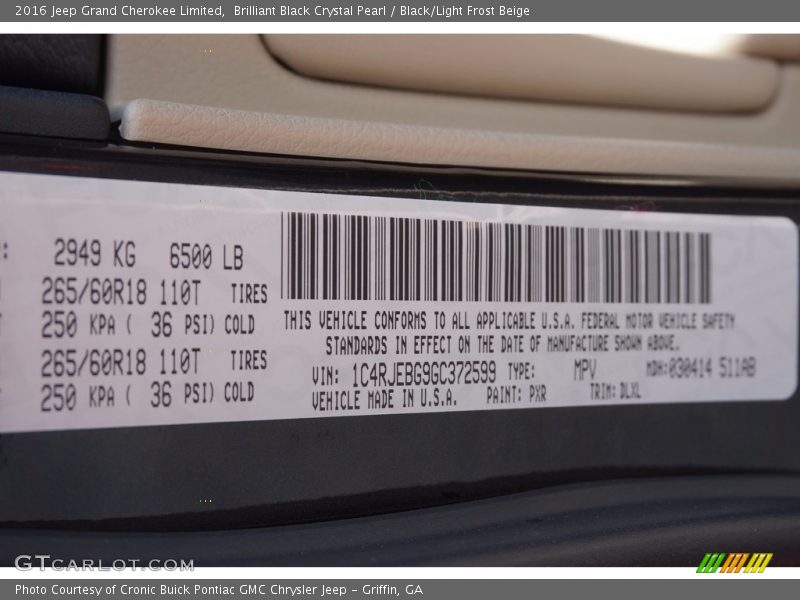 2016 Jeep Grand Cherokee Limited, Brilliant Black Crystal Pearl / Black/Light Frost Beige
2949 KG 6500 LB
265/60R18 110T TIRES
250 KPA ( 36 PSI) COLD
265/60R18 110T TIRES
250 KPA ( 36 PSI) COLD
THIS VEHICLE CONFORMS TO ALL APPLICABLE U.S.A. FEDERAL MOTOR VEHICLE SAFETY
STANDARDS IN EFFECT ON THE DATE OF MANUFACTURE SHOWN ABOVE.
VIN: 1C4RJEBG9GC372599 TYPE: MPV MDH:030414 511AB
VEHICLE MADE IN U.S.A. PAINT: PXR TRIM: DLXL
GTCARLOT.COM
Photo Courtesy of Cronic Buick Pontiac GMC Chrysler Jeep - Griffin, GA